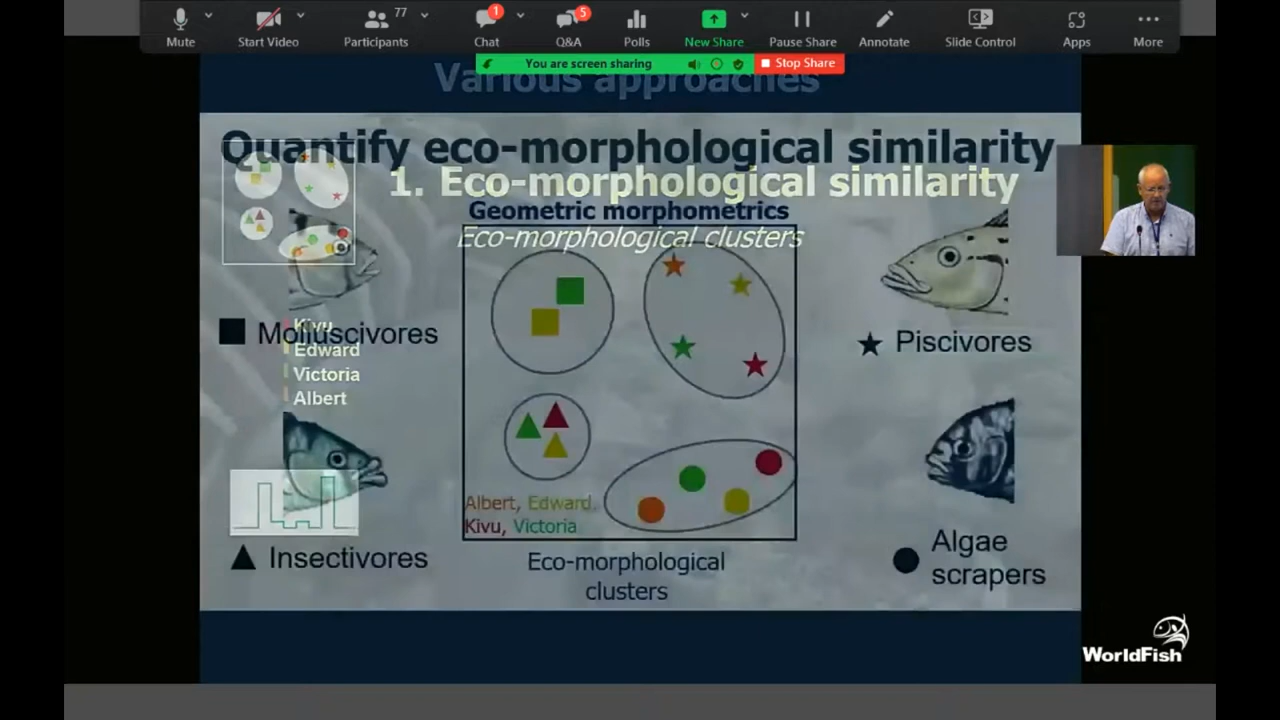 77
1
5
Mute
Start Video
Participants
Chat
Q&A
Polls
New Share
Pause Share
Annotate
Slide Control
Apps
More
You are screen sharing
Stop Share
Various approaches
Quantify eco-morphological similarity
1. Eco-morphological similarity
Geometric morphometrics
Eco-morphological clusters
Kivu
Molluscivores
Piscivores
Edward
Victoria
Albert
Albert, Edward,
Kivu, Victoria
Insectivores
Eco-morphological
clusters
Algae
scrapers
WorldFish